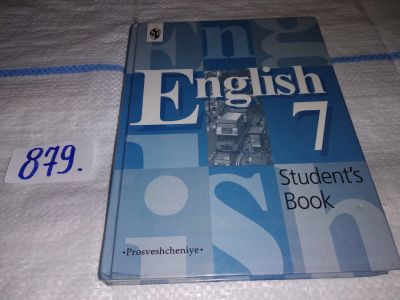 English
7
Student's
Book
•Prosveshcheniye•
879.